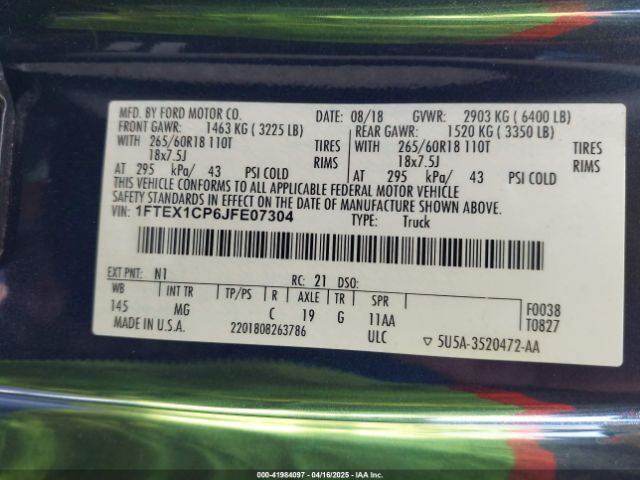 MFD. BY FORD MOTOR CO. DATE: 08/18 GVWR: 2903 KG ( 6400 LB)
FRONT GAWR: 1463 KG ( 3225 LB) REAR GAWR: 1520 KG ( 3350 LB)
WITH 265/60R18 110T TIRES WITH 265/60R18 110T TIRES
18x7.5J RIMS 18x7.5J RIMS
AT 295 kPa/ 43 PSI COLD AT 295 kPa/ 43 PSI COLD
THIS VEHICLE CONFORMS TO ALL APPLICABLE FEDERAL MOTOR VEHICLE
SAFETY STANDARDS IN EFFECT ON THE DATE OF MANUFACTURE SHOWN ABOVE.
VIN: 1FTEX1CP6JFE07304 TYPE: Truck
EXT PNT: N1 RC: 21 DSO:
WB INT TR TP/PS R AXLE TR SPR F0038
145 MG C 19 G 11AA T0827
MADE IN U.S.A. 2201808263786 ULC 5U5A-3520472-AA
000-41984097 - 04/16/2025 - IAA Inc.